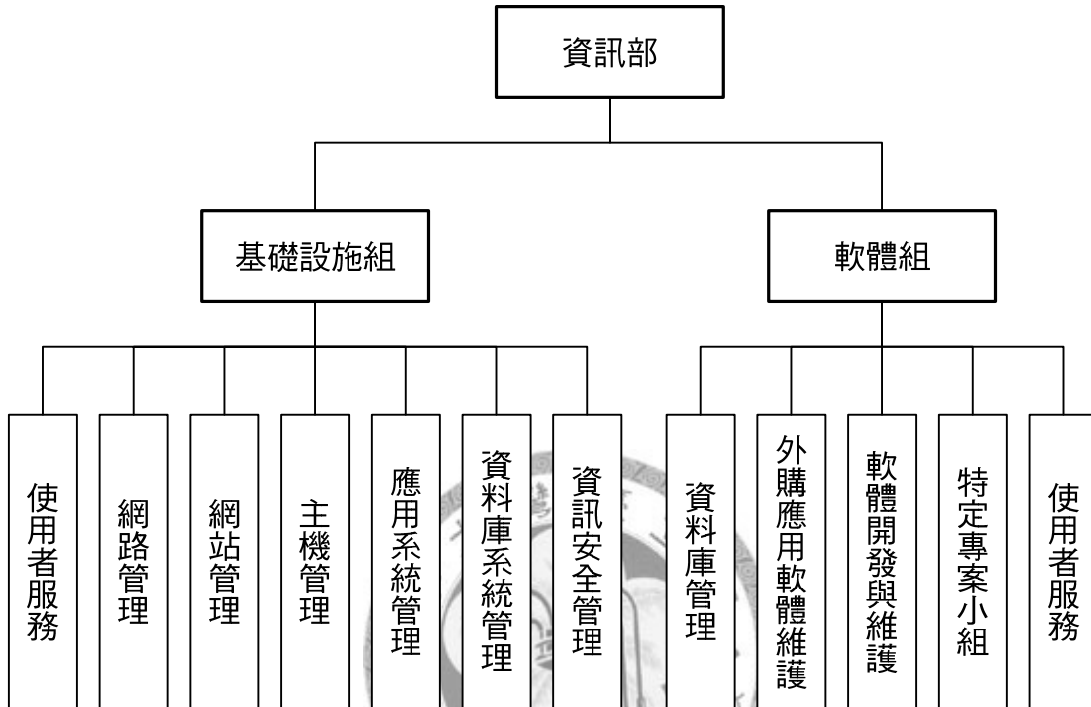 資訊部
基礎設施組
軟體組
使用者服務
網路管理
網站管理
主機管理
應用系統管理
資料庫系統管理
資訊安全管理
資料庫管理
外購應用軟體維護
軟體開發與維護
特定專案小組
使用者服務